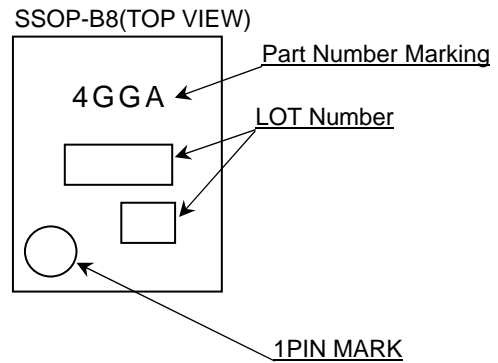 SSOP-B8(TOP VIEW)
Part Number Marking
4GGA
LOT Number
1PIN MARK